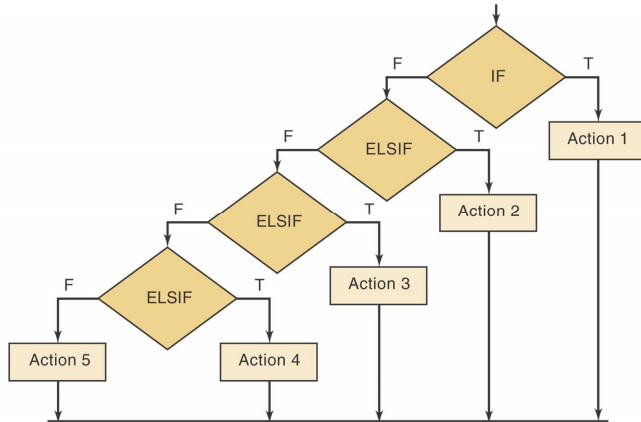 IF
F
T
Action 1
ELSIF
F
T
Action 2
ELSIF
F
T
Action 3
ELSIF
F
T
Action 5
Action 4